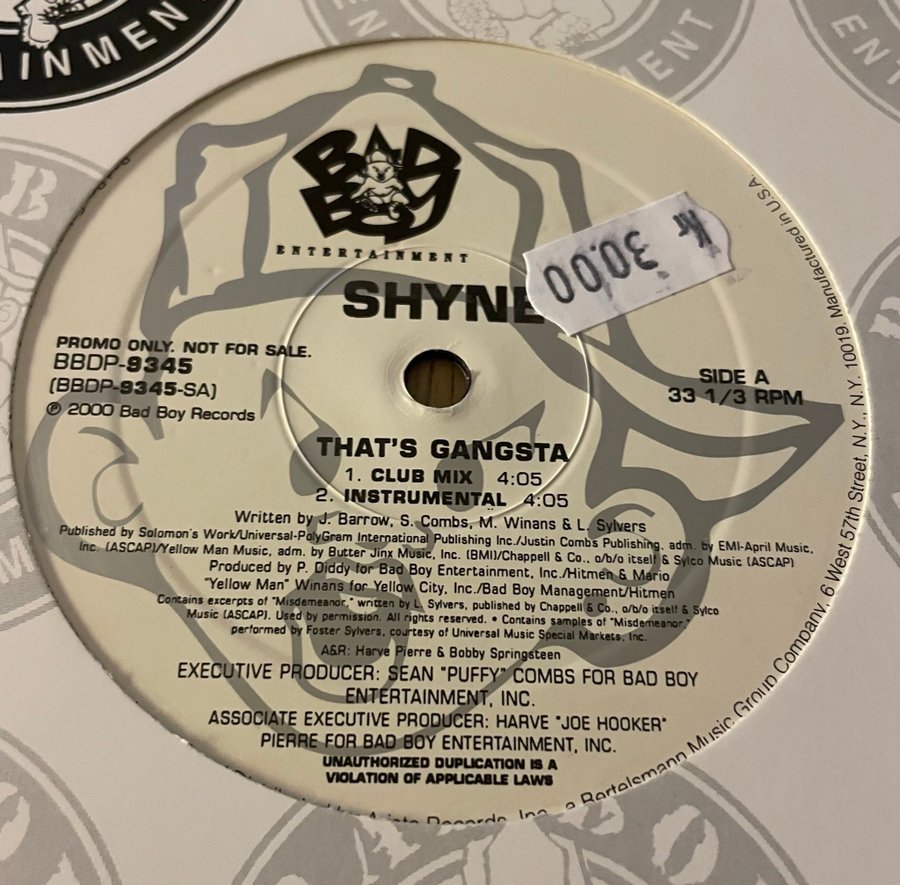 INMEN
ENT
EN
BAD
BOY
ENTERTAINMENT
Kr 30.00
SHYNE
PROMO ONLY. NOT FOR SALE.
BBDP-9345
(BBDP-9345-SA)
℗ 2000 Bad Boy Records
SIDE A
33 1/3 RPM
THAT'S GANGSTA
1. CLUB MIX 4:05
2. INSTRUMENTAL 4:05
Written by J. Barrow, S. Combs, M. Winans & L. Sylvers
Published by Solomon's Work/Universal-PolyGram International Publishing Inc./Justin Combs Publishing, adm. by EMI-April Music,
Inc. (ASCAP)/Yellow Man Music, adm. by Butter Jinx Music, Inc. (BMI)/Chappell & Co., o/b/o itself & Sylco Music (ASCAP)
Produced by P. Diddy for Bad Boy Entertainment, Inc./Hitmen & Mario
"Yellow Man" Winans for Yellow City, Inc./Bad Boy Management/Hitmen
Contains excerpts of "Misdemeanor," written by L. Sylvers, published by Chappell & Co., o/b/o itself & Sylco
Music (ASCAP). Used by permission. All rights reserved. • Contains samples of "Misdemeanor,"
performed by Foster Sylvers, courtesy of Universal Music Special Markets, Inc.
A&R: Harve Pierre & Bobby Springsteen
EXECUTIVE PRODUCER: SEAN "PUFFY" COMBS FOR BAD BOY
ENTERTAINMENT, INC.
ASSOCIATE EXECUTIVE PRODUCER: HARVE "JOE HOOKER"
PIERRE FOR BAD BOY ENTERTAINMENT, INC.
UNAUTHORIZED DUPLICATION IS A
VIOLATION OF APPLICABLE LAWS
Arista Records, Inc., a Bertelsmann Music Group Company, 6 West 57th Street, N.Y., N.Y. 10019. Manufactured in U.S.A.